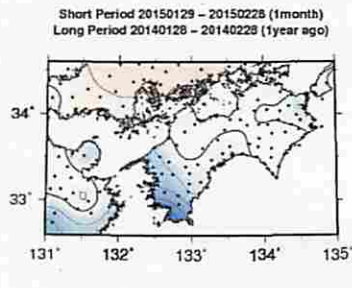 Short Period 20150129 – 20150228 (1month)
Long Period 20140128 – 20140228 (1year ago)
34°
33°
131° 132° 133° 134° 135°